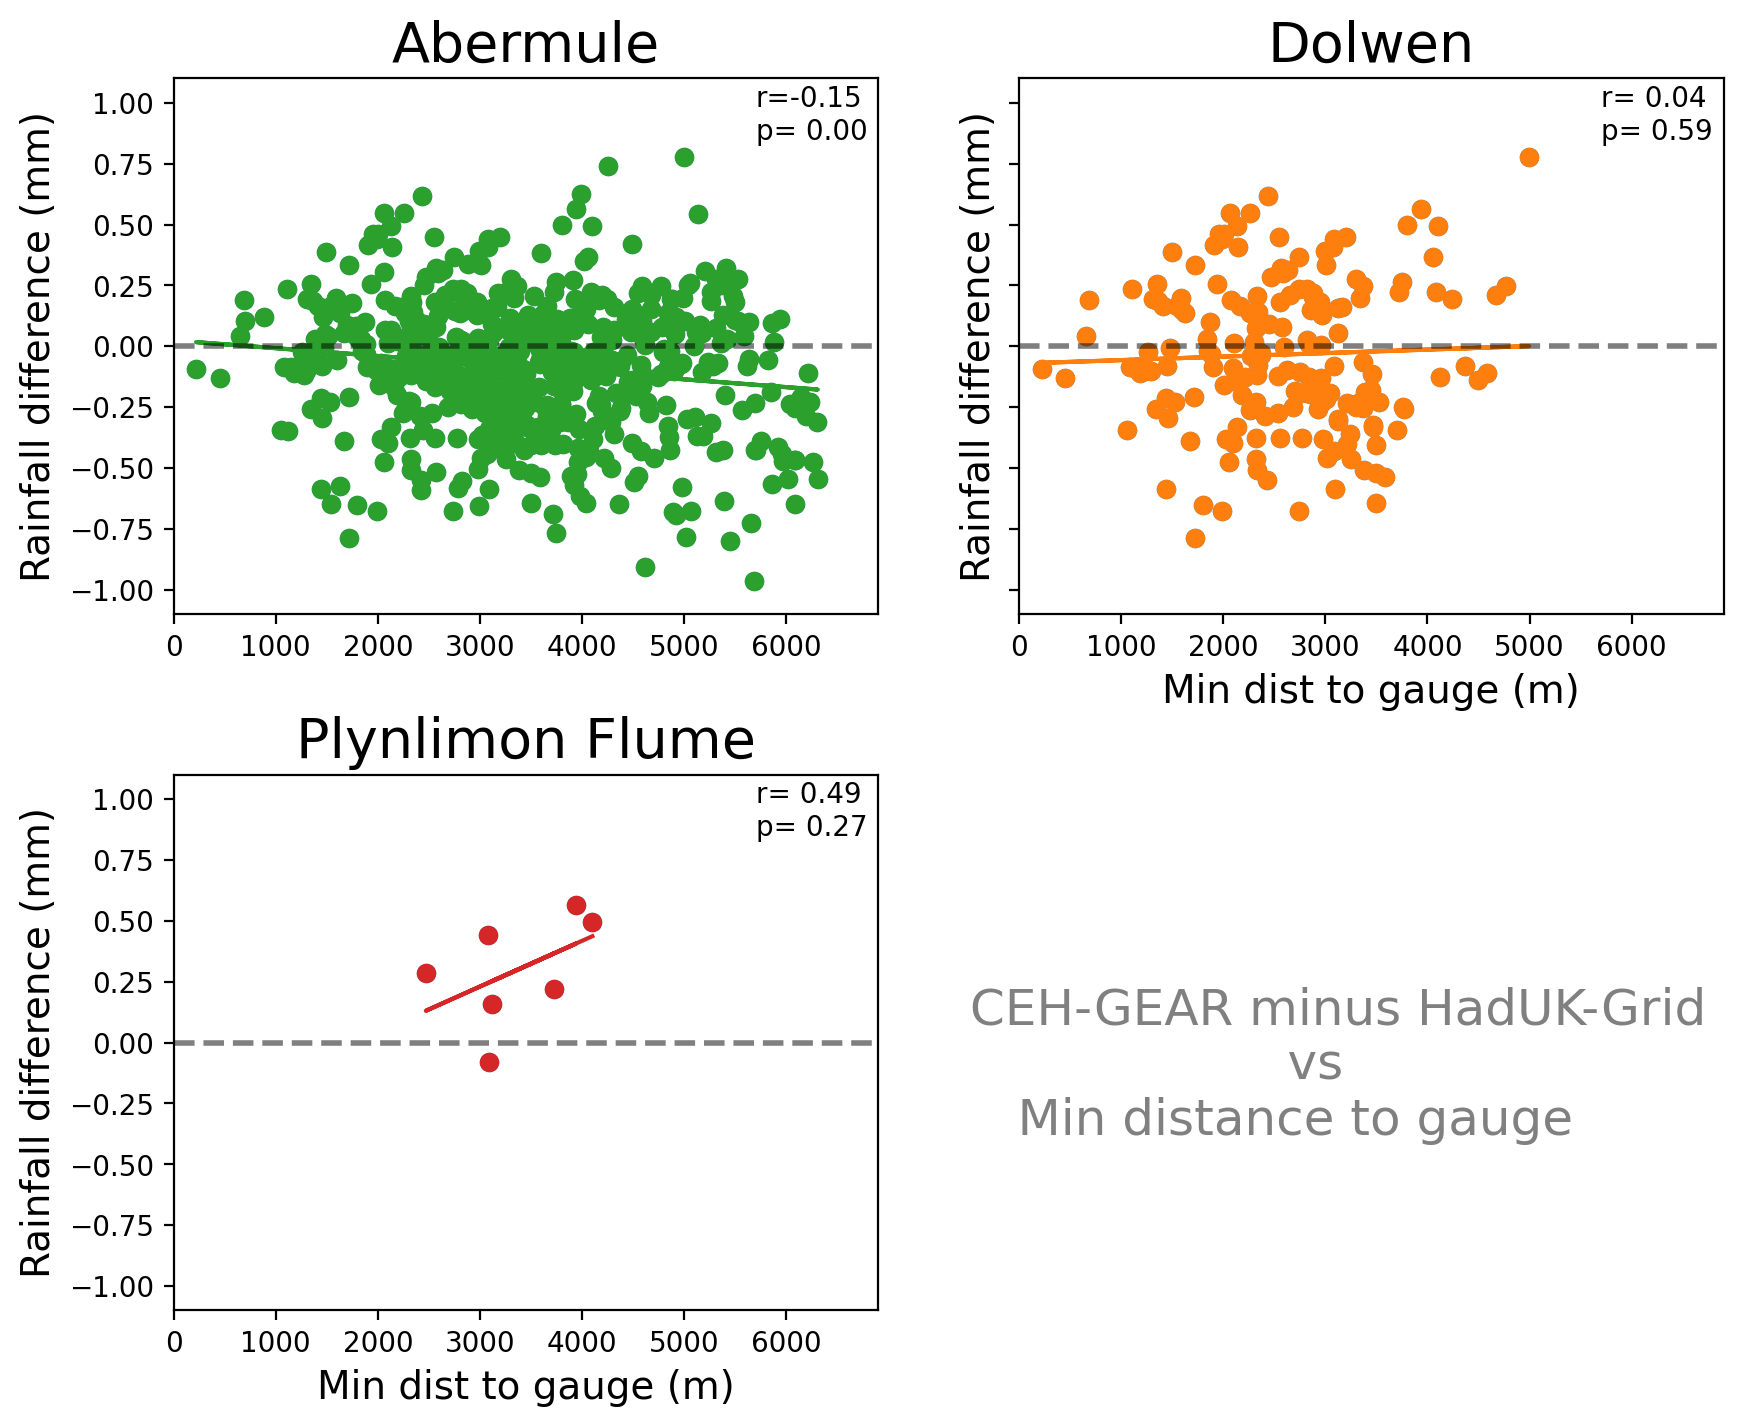 Abermule
Rainfall difference (mm)
1.00
0.75
0.50
0.25
0.00
−0.25
−0.50
−0.75
−1.00
r=-0.15
p= 0.00
0 1000 2000 3000 4000 5000 6000
Dolwen
Rainfall difference (mm)
r= 0.04
p= 0.59
0 1000 2000 3000 4000 5000 6000
Min dist to gauge (m)
Plynlimon Flume
Rainfall difference (mm)
1.00
0.75
0.50
0.25
0.00
−0.25
−0.50
−0.75
−1.00
r= 0.49
p= 0.27
0 1000 2000 3000 4000 5000 6000
Min dist to gauge (m)
CEH-GEAR minus HadUK-Grid
vs
Min distance to gauge